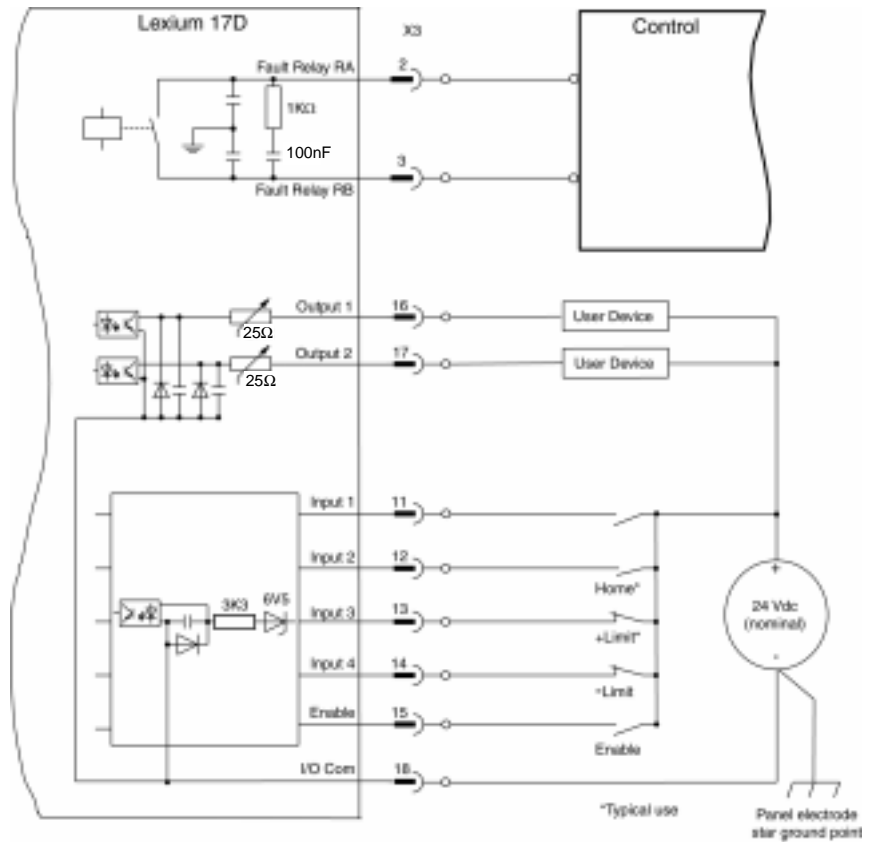 Lexium 17D
X3
Control
Fault Relay RA
2
1KΩ
100nF
3
Fault Relay RB
Output 1
16
User Device
25Ω
Output 2
17
User Device
25Ω
Input 1
11
Input 2
12
Home*
3K3
6V5
Input 3
13
+Limit*
24 Vdc
(nominal)
+
-
Input 4
14
-Limit
Enable
15
Enable
I/O Com
18
*Typical use
Panel electrode
star ground point